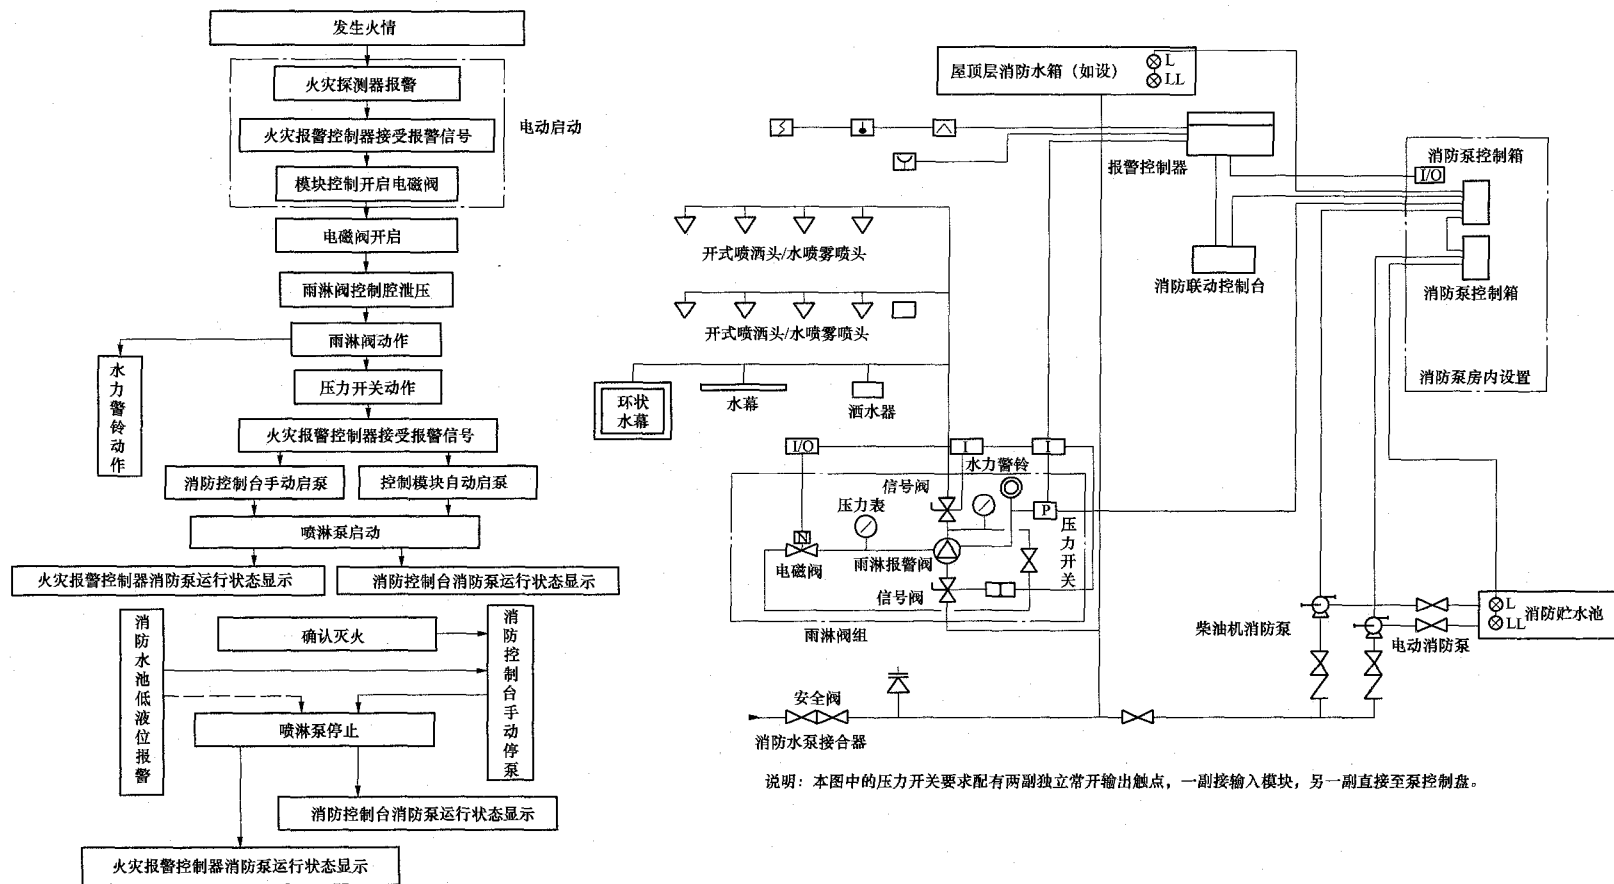 发生火情
火灾探测器报警
火灾报警控制器接受报警信号
电动启动
模块控制开启电磁阀
电磁阀开启
雨淋阀控制腔泄压
雨淋阀动作
水力警铃动作
压力开关动作
火灾报警控制器接受报警信号
消防控制台手动启泵
控制模块自动启泵
喷淋泵启动
火灾报警控制器消防泵运行状态显示
消防控制台消防泵运行状态显示
消防水池低液位报警
确认灭火
消防控制台手动停泵
喷淋泵停止
消防控制台消防泵运行状态显示
火灾报警控制器消防泵运行状态显示
屋顶层消防水箱（如设）
L
LL
报警控制器
消防泵控制箱
I/O
消防联动控制台
消防泵控制箱
消防泵房内设置
开式喷洒头/水喷雾喷头
开式喷洒头/水喷雾喷头
环状
水幕
水幕
洒水器
I/O
I
I
水力警铃
信号阀
压力表
P
压力开关
N
电磁阀
雨淋报警阀
信号阀
雨淋阀组
柴油机消防泵
电动消防泵
L
LL
消防贮水池
安全阀
消防水泵接合器
说明：本图中的压力开关要求配有两副独立常开输出触点，一副接输入模块，另一副直接至泵控制盘。